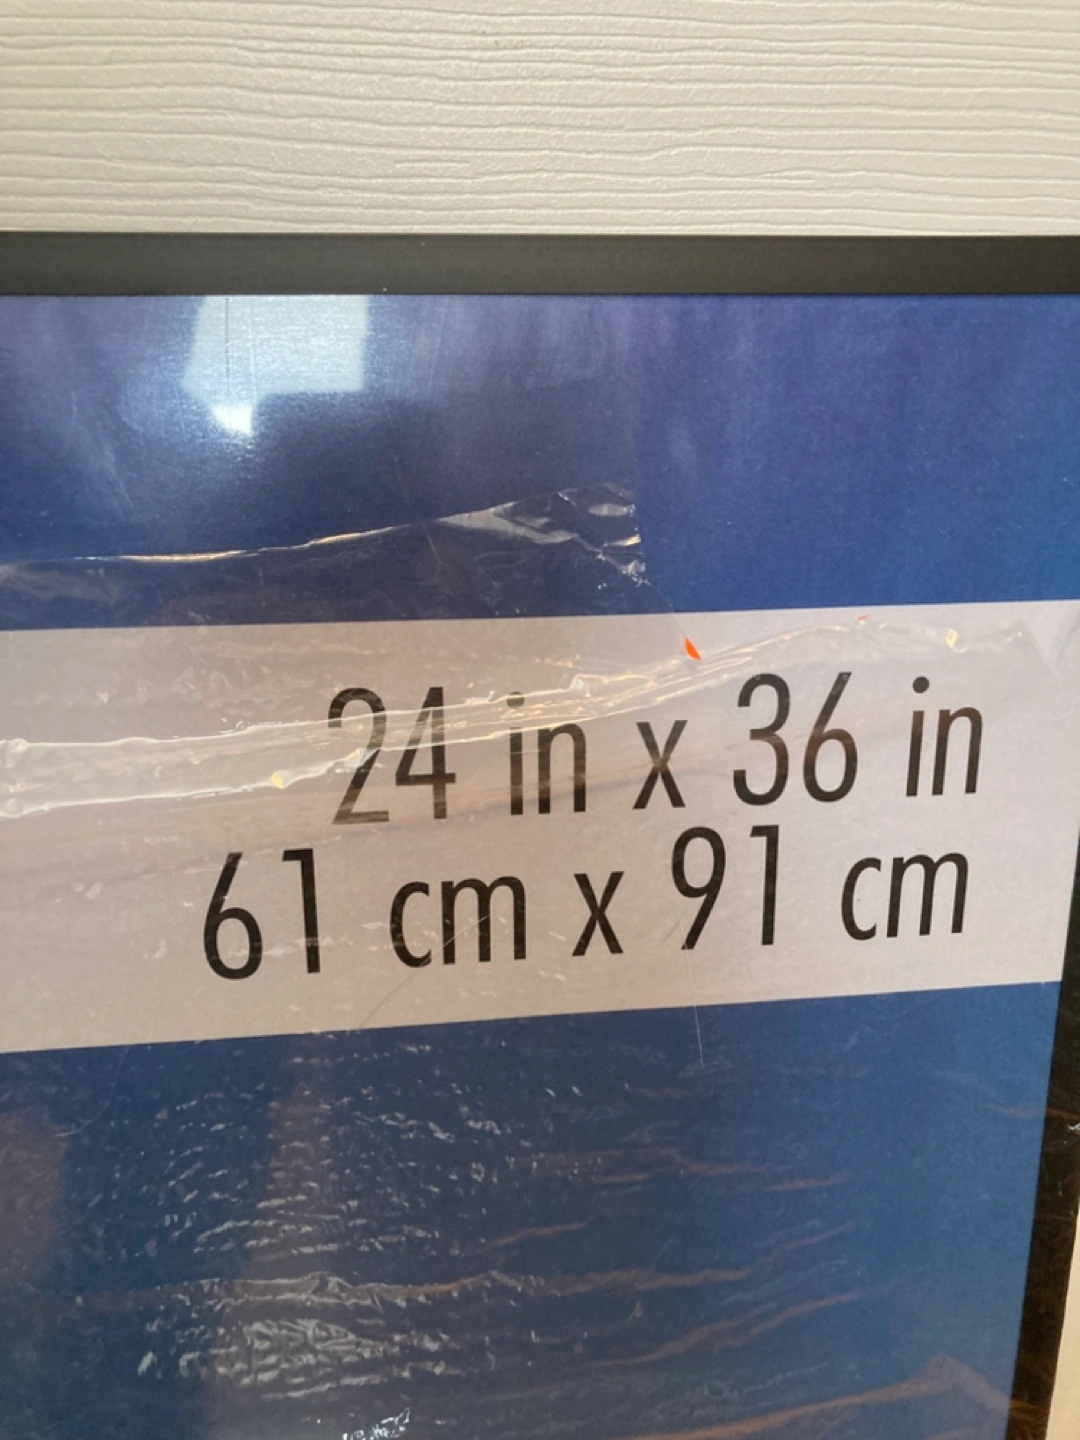 24 in x 36 in
61 cm x 91 cm